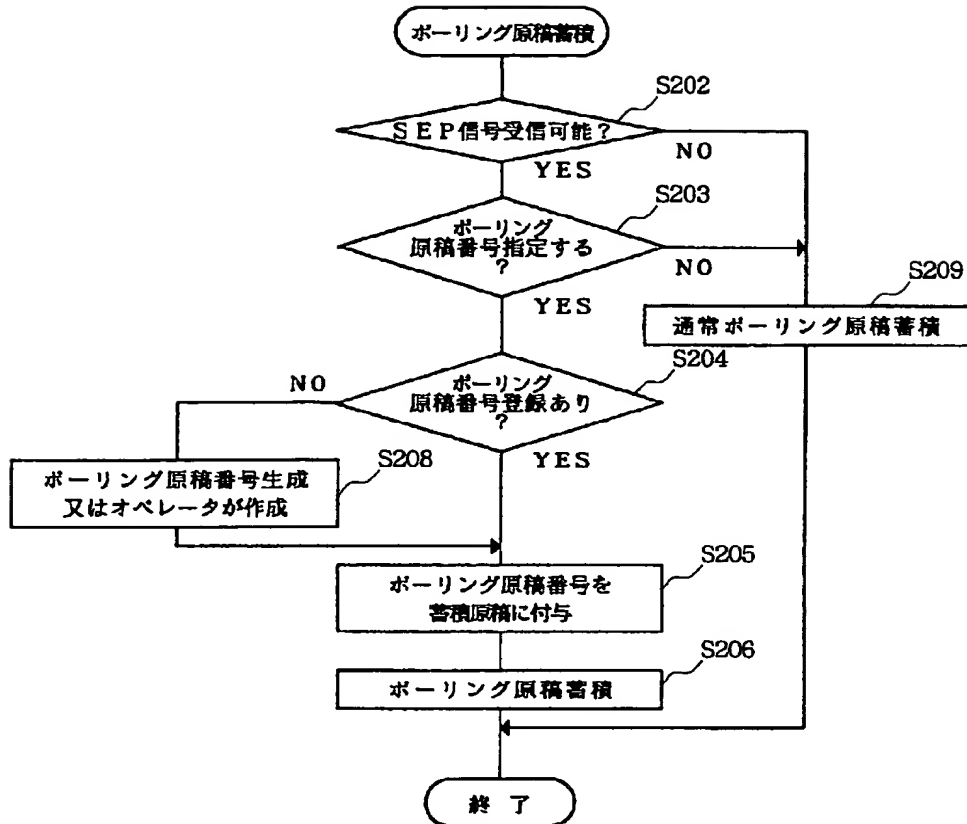 ポーリング原稿蓄積
S202
SEP信号受信可能?
NO
YES
S203
ポーリング
原稿番号指定する
?
NO
YES
S209
通常ポーリング原稿蓄積
S204
NO
ポーリング
原稿番号登録あり
?
YES
S208
ポーリング原稿番号生成
又はオペレータが作成
S205
ポーリング原稿番号を
蓄積原稿に付与
S206
ポーリング原稿蓄積
終了